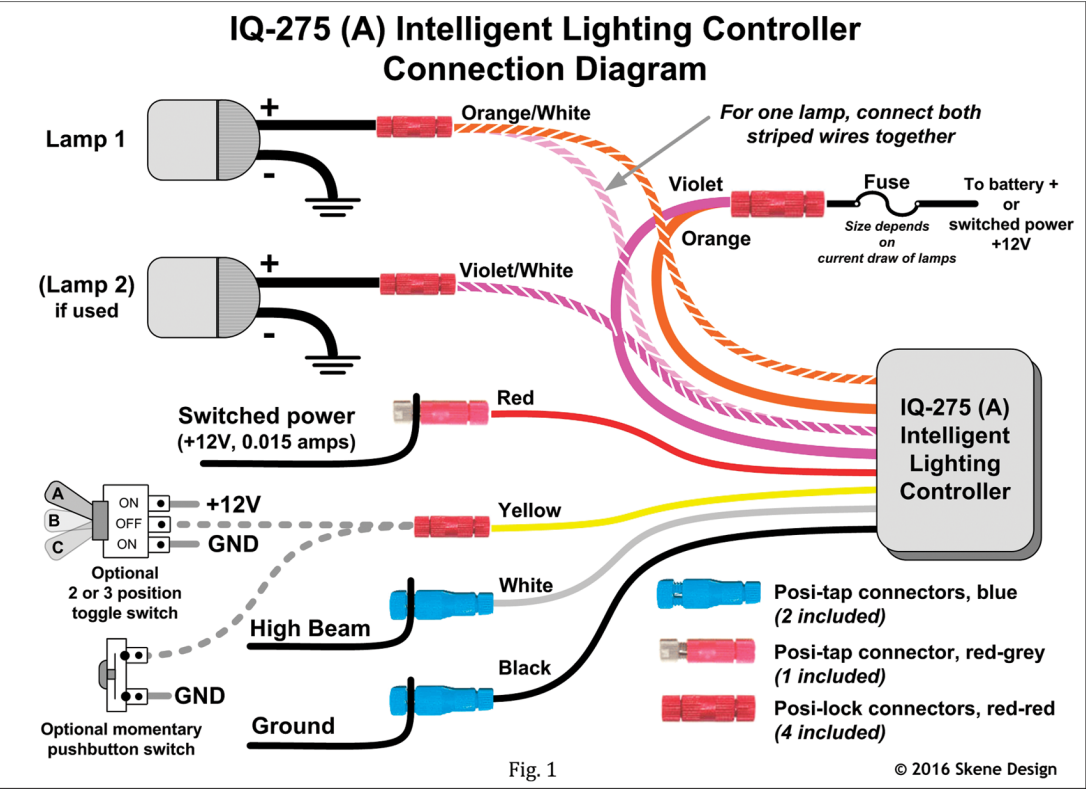 IQ-275 (A) Intelligent Lighting Controller
Connection Diagram
Lamp 1
+
-
Orange/White
For one lamp, connect both
striped wires together
Violet
Orange
Fuse
Size depends
on
current draw of lamps
To battery +
or
switched power
+12V
(Lamp 2)
if used
+
-
Violet/White
Switched power
(+12V, 0.015 amps)
Red
IQ-275 (A)
Intelligent
Lighting
Controller
A
B
C
ON
OFF
ON
+12V
GND
Optional
2 or 3 position
toggle switch
Yellow
White
High Beam
Black
Ground
GND
Optional momentary
pushbutton switch
Posi-tap connectors, blue
(2 included)
Posi-tap connector, red-grey
(1 included)
Posi-lock connectors, red-red
(4 included)
Fig. 1
© 2016 Skene Design